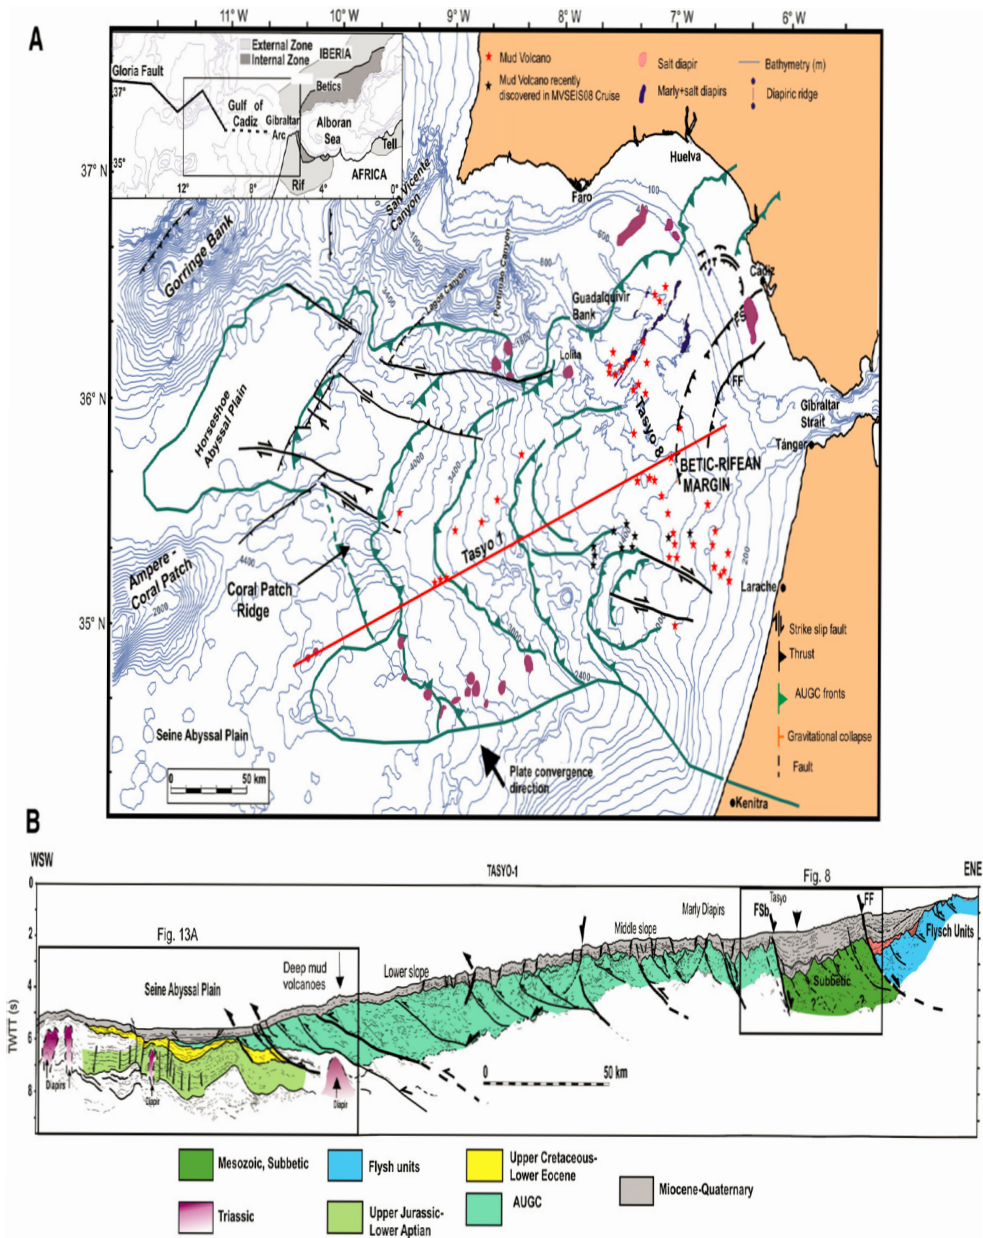 11° W 10° W 9° W 8° W 7° W 6° W
A
External Zone
Internal Zone
IBERIA
Gloria Fault
37°
Betics
Gulf of
Cadiz
Gibraltar
Arc
Alboran
Sea
Tell
35°
Rif
AFRICA
12° 8° 4° 0°
Mud Volcano
Mud Volcano recently
discovered in MVSEIS08 Cruise
Salt diapir
Marly+salt diapirs
Bathymetry (m)
Diapiric ridge
Huelva
37° N
Faro
San Vicente
Canyon
100
Gorringe Bank
1000
Portimao Canyon
Lagos Canyon
Cadiz
Guadalquivir
Bank
Lolita
FF
36° N
Horseshoe
Abyssal Plain
Gibraltar
Strait
Tánger
Tasyo 8
4000
3400
BETIC-RIFEAN
MARGIN
Tasyo 1
200
4400
Ampere -
Coral Patch
2000
Coral Patch
Ridge
Larache
35° N
Strike slip fault
Thrust
2400
AUGC fronts
Seine Abyssal Plain
Gravitational collapse
0 50 km
Plate convergence
direction
Fault
Kenitra
B
WSW TASYO-1 ENE
Fig. 8
0
FSb
Tasyo
FF
Marly Diapirs
Middle slope
Flysch Units
2
Fig. 13A
Deep mud
volcanoes
Lower slope
Seine Abyssal Plain
Subbetic
4
TWTT (s)
6
Diapirs
Diapir
Diapir
8
0 50 km
Mesozoic, Subbetic
Flysh units
Upper Cretaceous-
Lower Eocene
Miocene-Quaternary
Triassic
Upper Jurassic-
Lower Aptian
AUGC